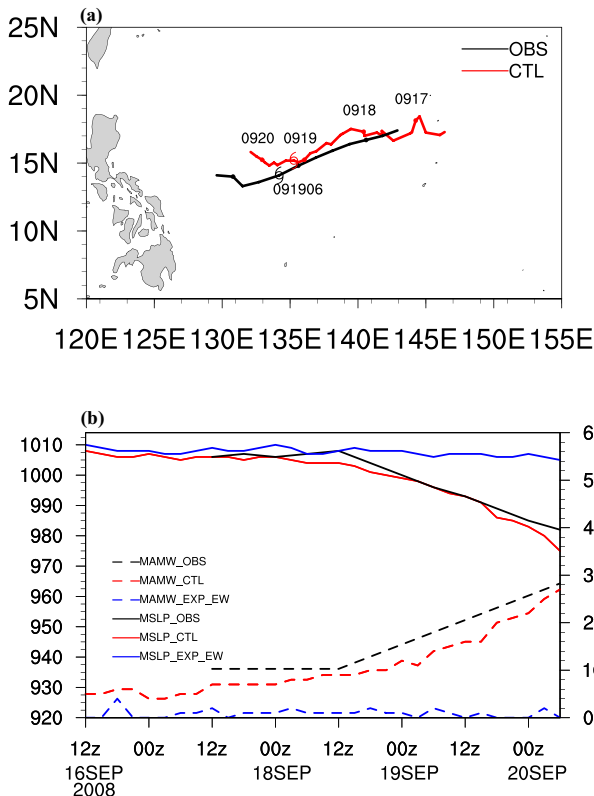 (a)
25N
20N
15N
10N
5N
OBS
CTL
0917
0918
0919
0920
091906
120E 125E 130E 135E 140E 145E 150E 155E
(b)
1010
1000
990
980
970
960
950
940
930
920
6
5
4
3
2
1
0
MAMW_OBS
MAMW_CTL
MAMW_EXP_EW
MSLP_OBS
MSLP_CTL
MSLP_EXP_EW
12z 00z 12z 00z 12z 00z 12z 00z
16SEP 18SEP 19SEP 20SEP
2008